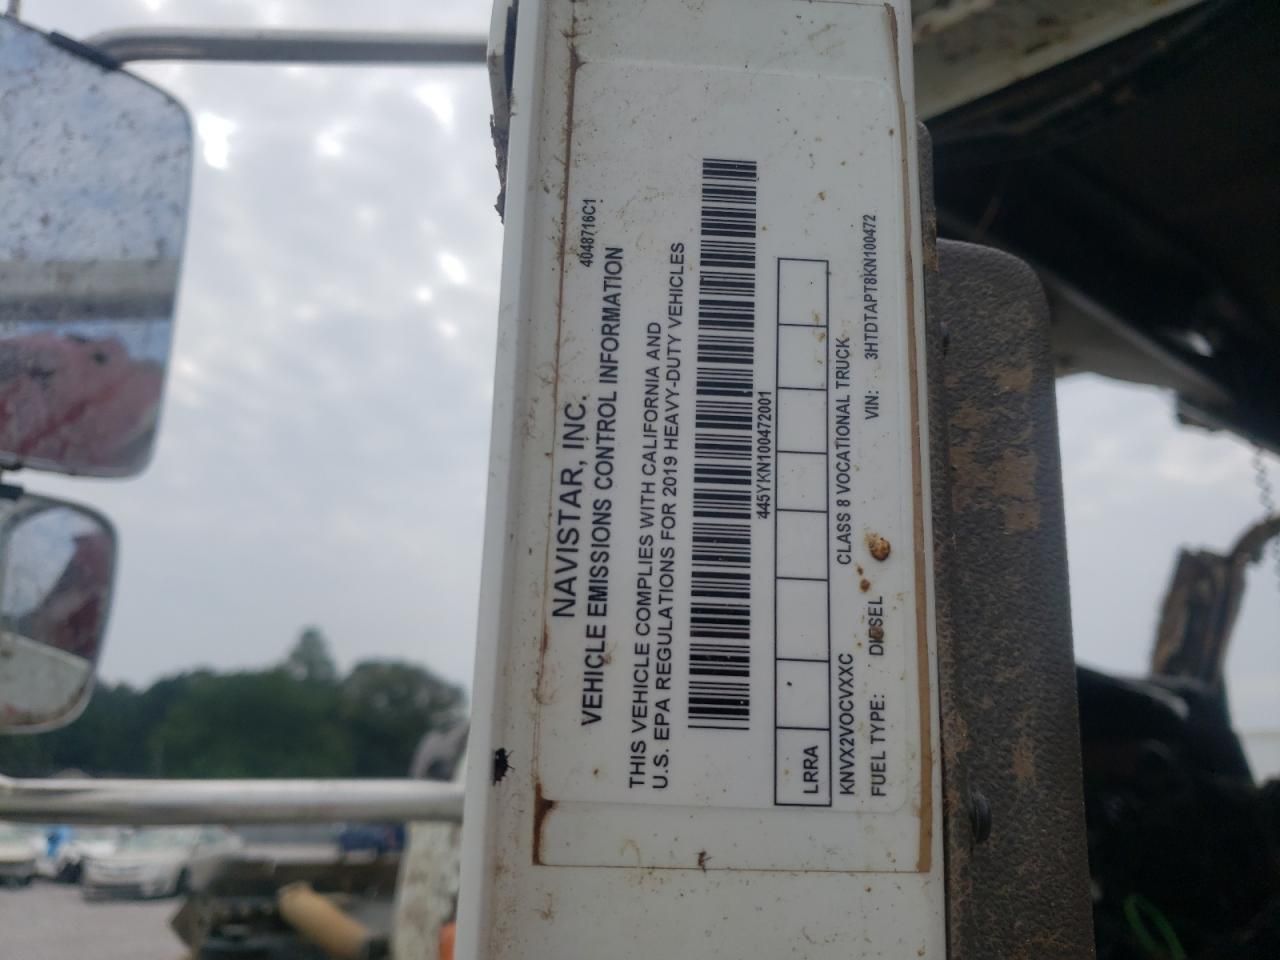 4048716C1
NAVISTAR, INC.
VEHICLE EMISSIONS CONTROL INFORMATION
THIS VEHICLE COMPLIES WITH CALIFORNIA AND
U.S. EPA REGULATIONS FOR 2019 HEAVY-DUTY VEHICLES
445YKN100472001
LRRA
KNVX2VOCVXXC CLASS 8 VOCATIONAL TRUCK
FUEL TYPE: DIESEL VIN: 3HTDTAPT8KN100472